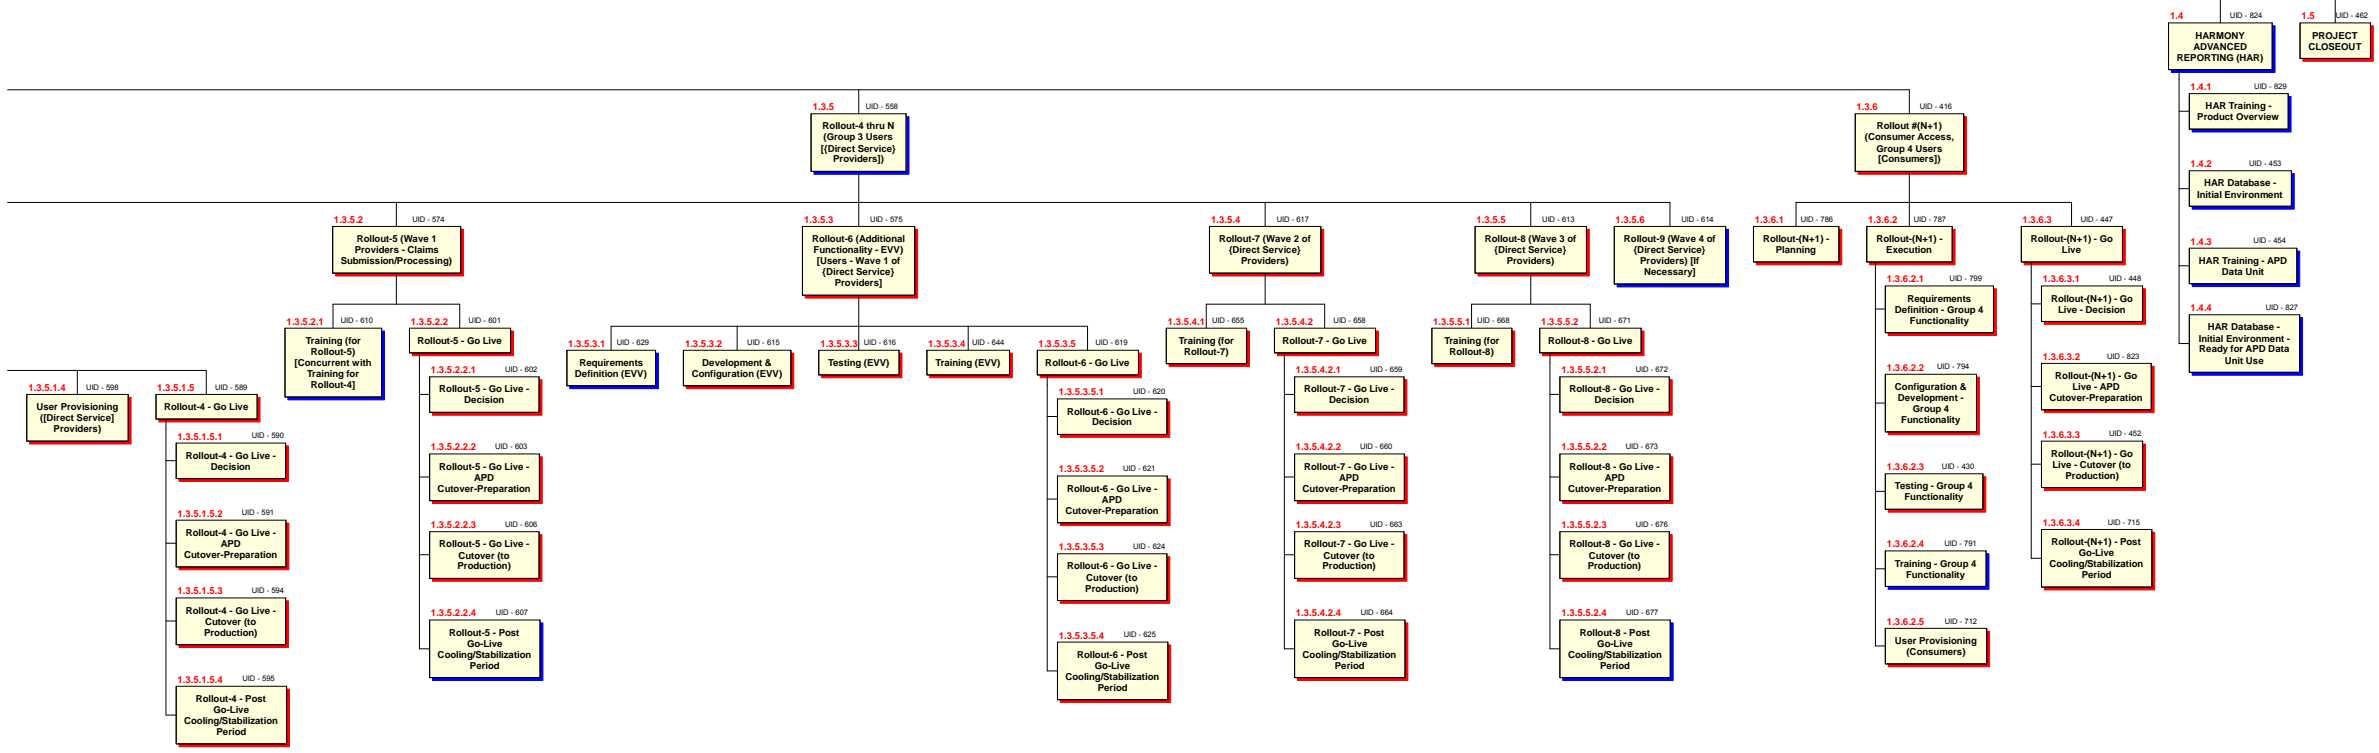 1.4 UID - 824
HARMONY
ADVANCED
REPORTING (HAR)
1.5 UID - 462
PROJECT
CLOSEOUT
1.4.1 UID - 829
HAR Training -
Product Overview
1.4.2 UID - 453
HAR Database -
Initial Environment
1.4.3 UID - 454
HAR Training - APD
Data Unit
1.4.4 UID - 827
HAR Database -
Initial Environment -
Ready for APD Data
Unit Use
1.3.5 UID - 558
Rollout-4 thru N
(Group 3 Users
[{Direct Service}
Providers])
1.3.6 UID - 416
Rollout #(N+1)
(Consumer Access,
Group 4 Users
[Consumers])
1.3.5.2 UID - 574
Rollout-5 (Wave 1
Providers - Claims
Submission/Processing)
1.3.5.3 UID - 575
Rollout-6 (Additional
Functionality - EVV)
[Users - Wave 1 of
{Direct Service}
Providers]
1.3.5.4 UID - 617
Rollout-7 (Wave 2 of
{Direct Service}
Providers)
1.3.5.5 UID - 613
Rollout-8 (Wave 3 of
{Direct Service}
Providers)
1.3.5.6 UID - 614
Rollout-9 (Wave 4 of
{Direct Service}
Providers) [If
Necessary]
1.3.6.1 UID - 786
Rollout-(N+1) -
Planning
1.3.6.2 UID - 787
Rollout-(N+1) -
Execution
1.3.6.3 UID - 447
Rollout-(N+1) - Go
Live
1.3.5.1.4 UID - 598
User Provisioning
([Direct Service]
Providers)
1.3.5.1.5 UID - 589
Rollout-4 - Go Live
1.3.5.1.5.1 UID - 590
Rollout-4 - Go Live -
Decision
1.3.5.1.5.2 UID - 591
Rollout-4 - Go Live -
APD
Cutover-Preparation
1.3.5.1.5.3 UID - 594
Rollout-4 - Go Live -
Cutover (to
Production)
1.3.5.1.5.4 UID - 595
Rollout-4 - Post
Go-Live
Cooling/Stabilization
Period
1.3.5.2.1 UID - 610
Training (for
Rollout-5)
[Concurrent with
Training for
Rollout-4]
1.3.5.2.2 UID - 601
Rollout-5 - Go Live
1.3.5.2.2.1 UID - 602
Rollout-5 - Go Live -
Decision
1.3.5.2.2.2 UID - 603
Rollout-5 - Go Live -
APD
Cutover-Preparation
1.3.5.2.2.3 UID - 606
Rollout-5 - Go Live -
Cutover (to
Production)
1.3.5.2.2.4 UID - 607
Rollout-5 - Post
Go-Live
Cooling/Stabilization
Period
1.3.5.3.1 UID - 629
Requirements
Definition (EVV)
1.3.5.3.2 UID - 615
Development &
Configuration (EVV)
1.3.5.3.3 UID - 616
Testing (EVV)
1.3.5.3.4 UID - 644
Training (EVV)
1.3.5.3.5 UID - 619
Rollout-6 - Go Live
1.3.5.3.5.1 UID - 620
Rollout-6 - Go Live -
Decision
1.3.5.3.5.2 UID - 621
Rollout-6 - Go Live -
APD
Cutover-Preparation
1.3.5.3.5.3 UID - 624
Rollout-6 - Go Live -
Cutover (to
Production)
1.3.5.3.5.4 UID - 625
Rollout-6 - Post
Go-Live
Cooling/Stabilization
Period
1.3.5.4.1 UID - 655
Training (for
Rollout-7)
1.3.5.4.2 UID - 658
Rollout-7 - Go Live
1.3.5.4.2.1 UID - 659
Rollout-7 - Go Live -
Decision
1.3.5.4.2.2 UID - 660
Rollout-7 - Go Live -
APD
Cutover-Preparation
1.3.5.4.2.3 UID - 663
Rollout-7 - Go Live -
Cutover (to
Production)
1.3.5.4.2.4 UID - 664
Rollout-7 - Post
Go-Live
Cooling/Stabilization
Period
1.3.5.5.1 UID - 668
Training (for
Rollout-8)
1.3.5.5.2 UID - 671
Rollout-8 - Go Live
1.3.5.5.2.1 UID - 672
Rollout-8 - Go Live -
Decision
1.3.5.5.2.2 UID - 673
Rollout-8 - Go Live -
APD
Cutover-Preparation
1.3.5.5.2.3 UID - 676
Rollout-8 - Go Live -
Cutover (to
Production)
1.3.5.5.2.4 UID - 677
Rollout-8 - Post
Go-Live
Cooling/Stabilization
Period
1.3.6.2.1 UID - 799
Requirements
Definition - Group 4
Functionality
1.3.6.2.2 UID - 794
Configuration &
Development -
Group 4
Functionality
1.3.6.2.3 UID - 430
Testing - Group 4
Functionality
1.3.6.2.4 UID - 791
Training - Group 4
Functionality
1.3.6.2.5 UID - 712
User Provisioning
(Consumers)
1.3.6.3.1 UID - 448
Rollout-(N+1) - Go
Live - Decision
1.3.6.3.2 UID - 823
Rollout-(N+1) - Go
Live - APD
Cutover-Preparation
1.3.6.3.3 UID - 452
Rollout-(N+1) - Go
Live - Cutover (to
Production)
1.3.6.3.4 UID - 715
Rollout-(N+1) - Post
Go-Live
Cooling/Stabilization
Period